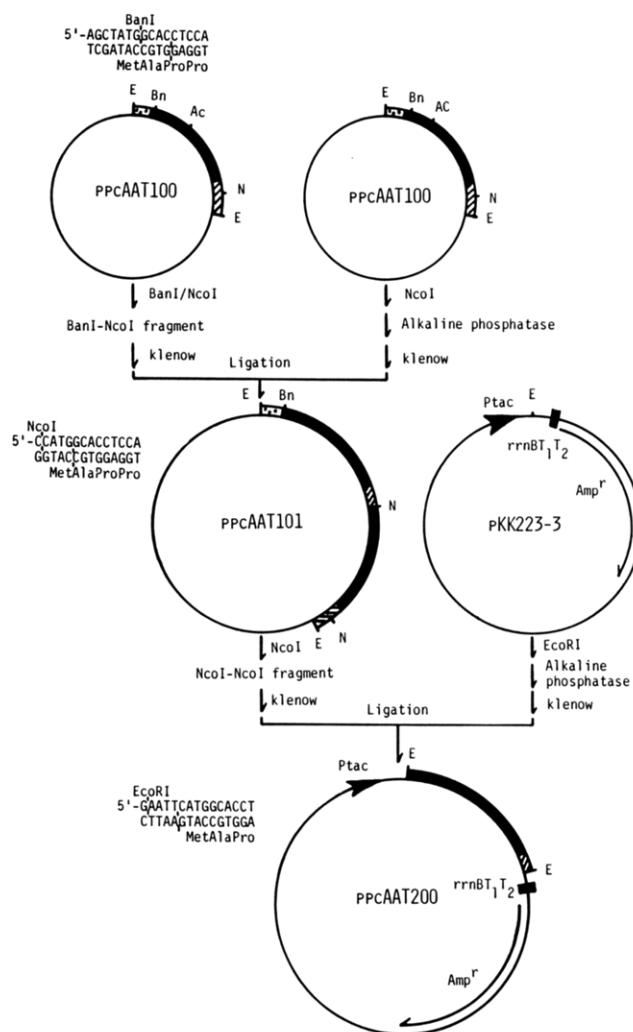 BanI
5'-AGCTATGGCACCTCCA
TCGATACCGTGGAGGT
MetAlaProPro
E
Bn
Ac
PPCAAT100
N
E
E
Bn
AC
PPCAAT100
N
E
BanI/NcoI
BanI-NcoI fragment
klenow
NcoI
Alkaline phosphatase
klenow
Ligation
E
Bn
NcoI
5'-CCATGGCACCTCCA
GGTACCGTGGAGGT
MetAlaProPro
PPCAAT101
N
E
N
Ptac
E
rrnBT1T2
Ampr
PKK223-3
NcoI
NcoI-NcoI fragment
klenow
EcoRI
Alkaline
phosphatase
klenow
Ligation
EcoRI
5'-GAATTCATGGCACCT
CTTAAGTACCGTGGA
MetAlaPro
Ptac
E
E
rrnBT1T2
PPCAAT200
Ampr